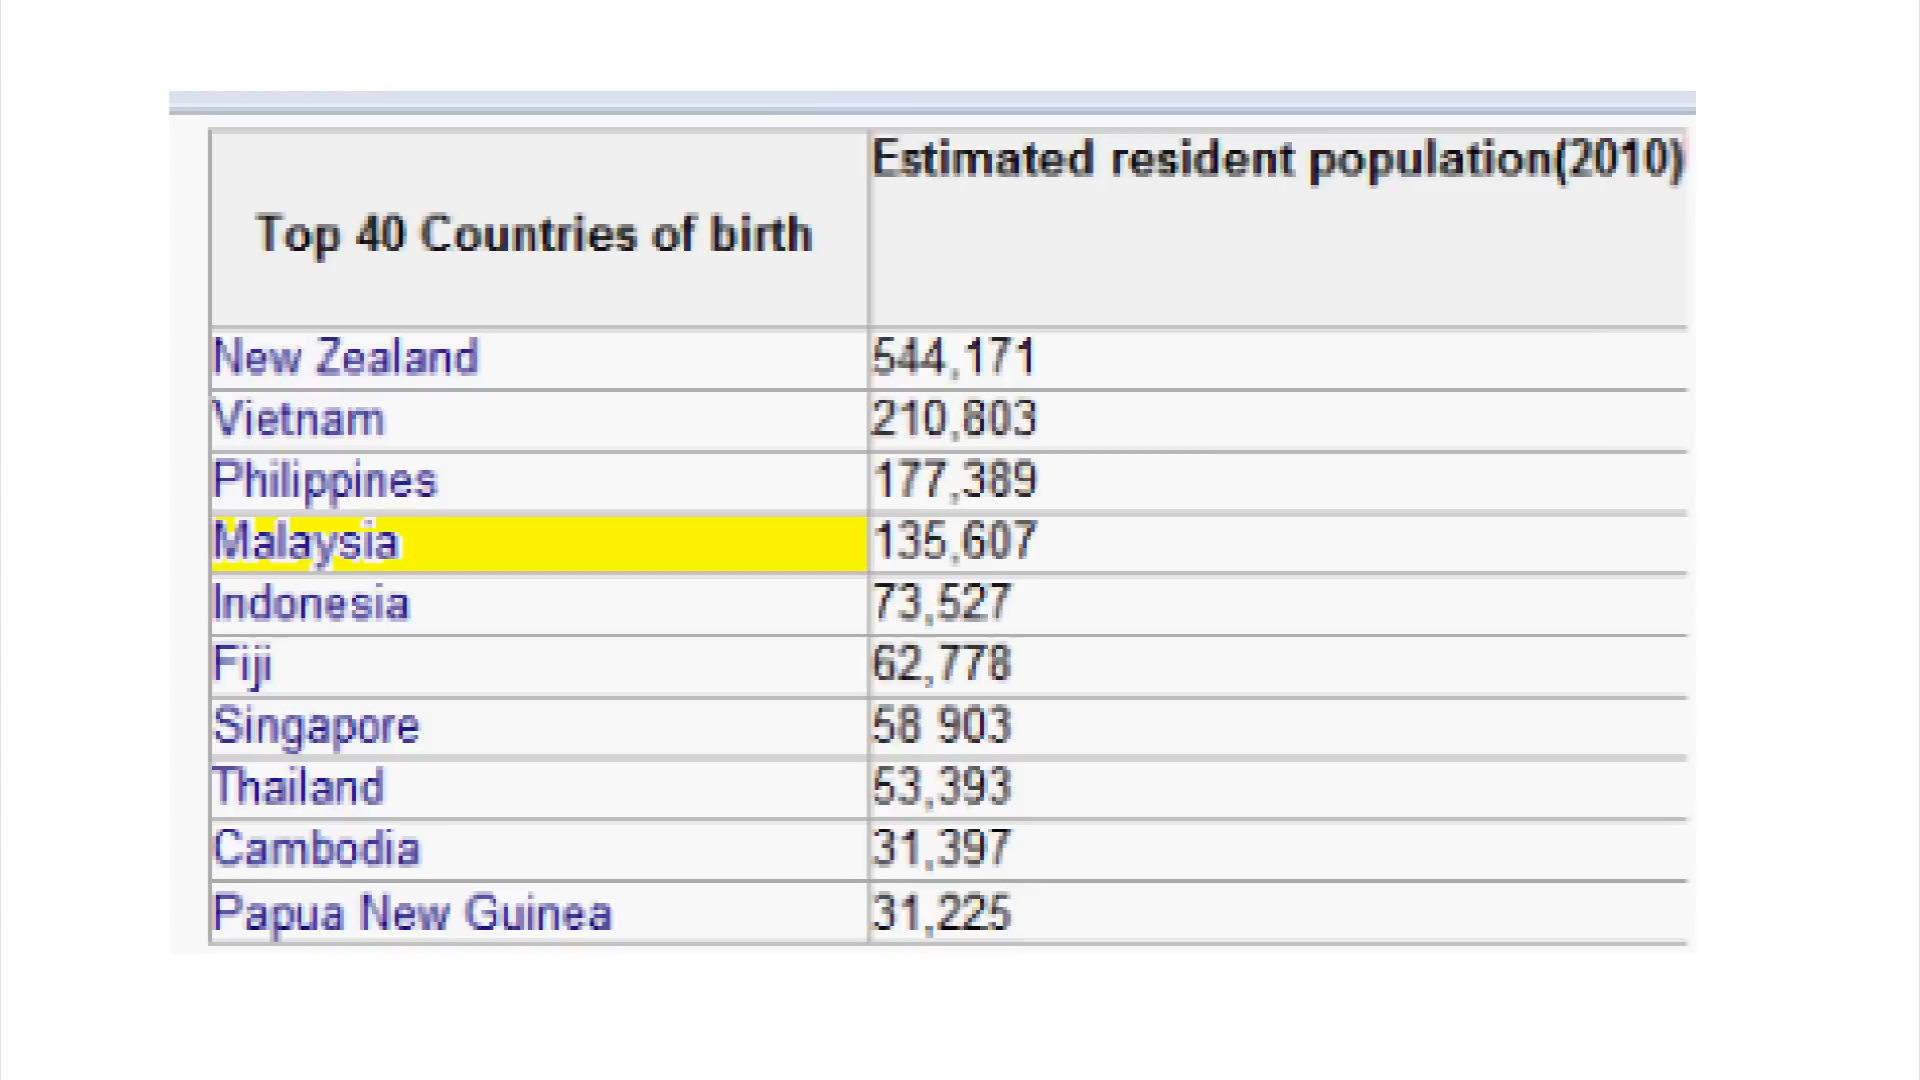 Top 40 Countries of birth Estimated resident population(2010)
New Zealand 544,171
Vietnam 210,803
Philippines 177,389
Malaysia 135,607
Indonesia 73,527
Fiji 62,778
Singapore 58 903
Thailand 53,393
Cambodia 31,397
Papua New Guinea 31,225